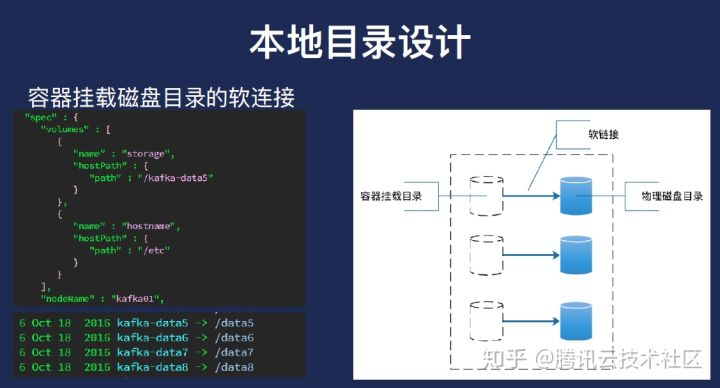 本地目录设计
容器挂载磁盘目录的软连接
"spec" : {
"volumes" : [
{
"name" : "storage",
"hostPath" : {
"path" : "/kafka-data5"
}
},
{
"name" : "hostname",
"hostPath" : {
"path" : "/etc"
}
}
],
"nodeName" : "kafka01",
6 Oct 18 2016 kafka-data5 -> /data5
6 Oct 18 2016 kafka-data6 -> /data6
6 Oct 18 2016 kafka-data7 -> /data7
6 Oct 18 2016 kafka-data8 -> /data8
软链接
容器挂载目录
物理磁盘目录
知乎 @腾讯云技术社区